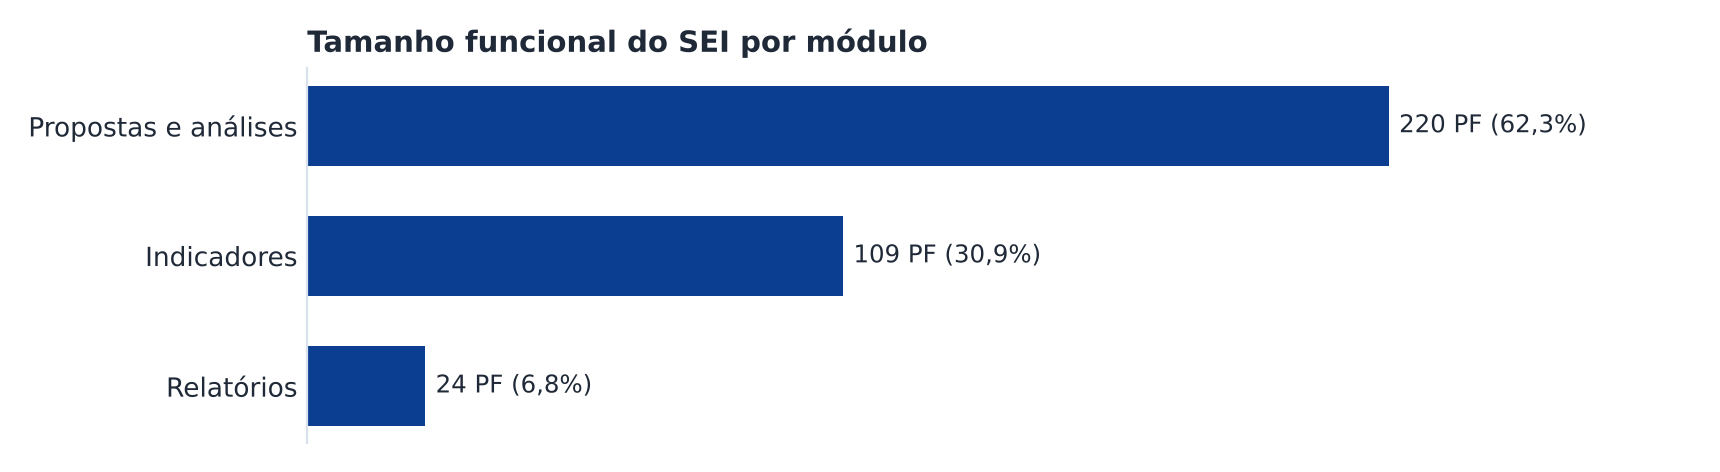 Tamanho funcional do SEI por módulo
Propostas e análises 220 PF (62,3%)
Indicadores 109 PF (30,9%)
Relatórios 24 PF (6,8%)